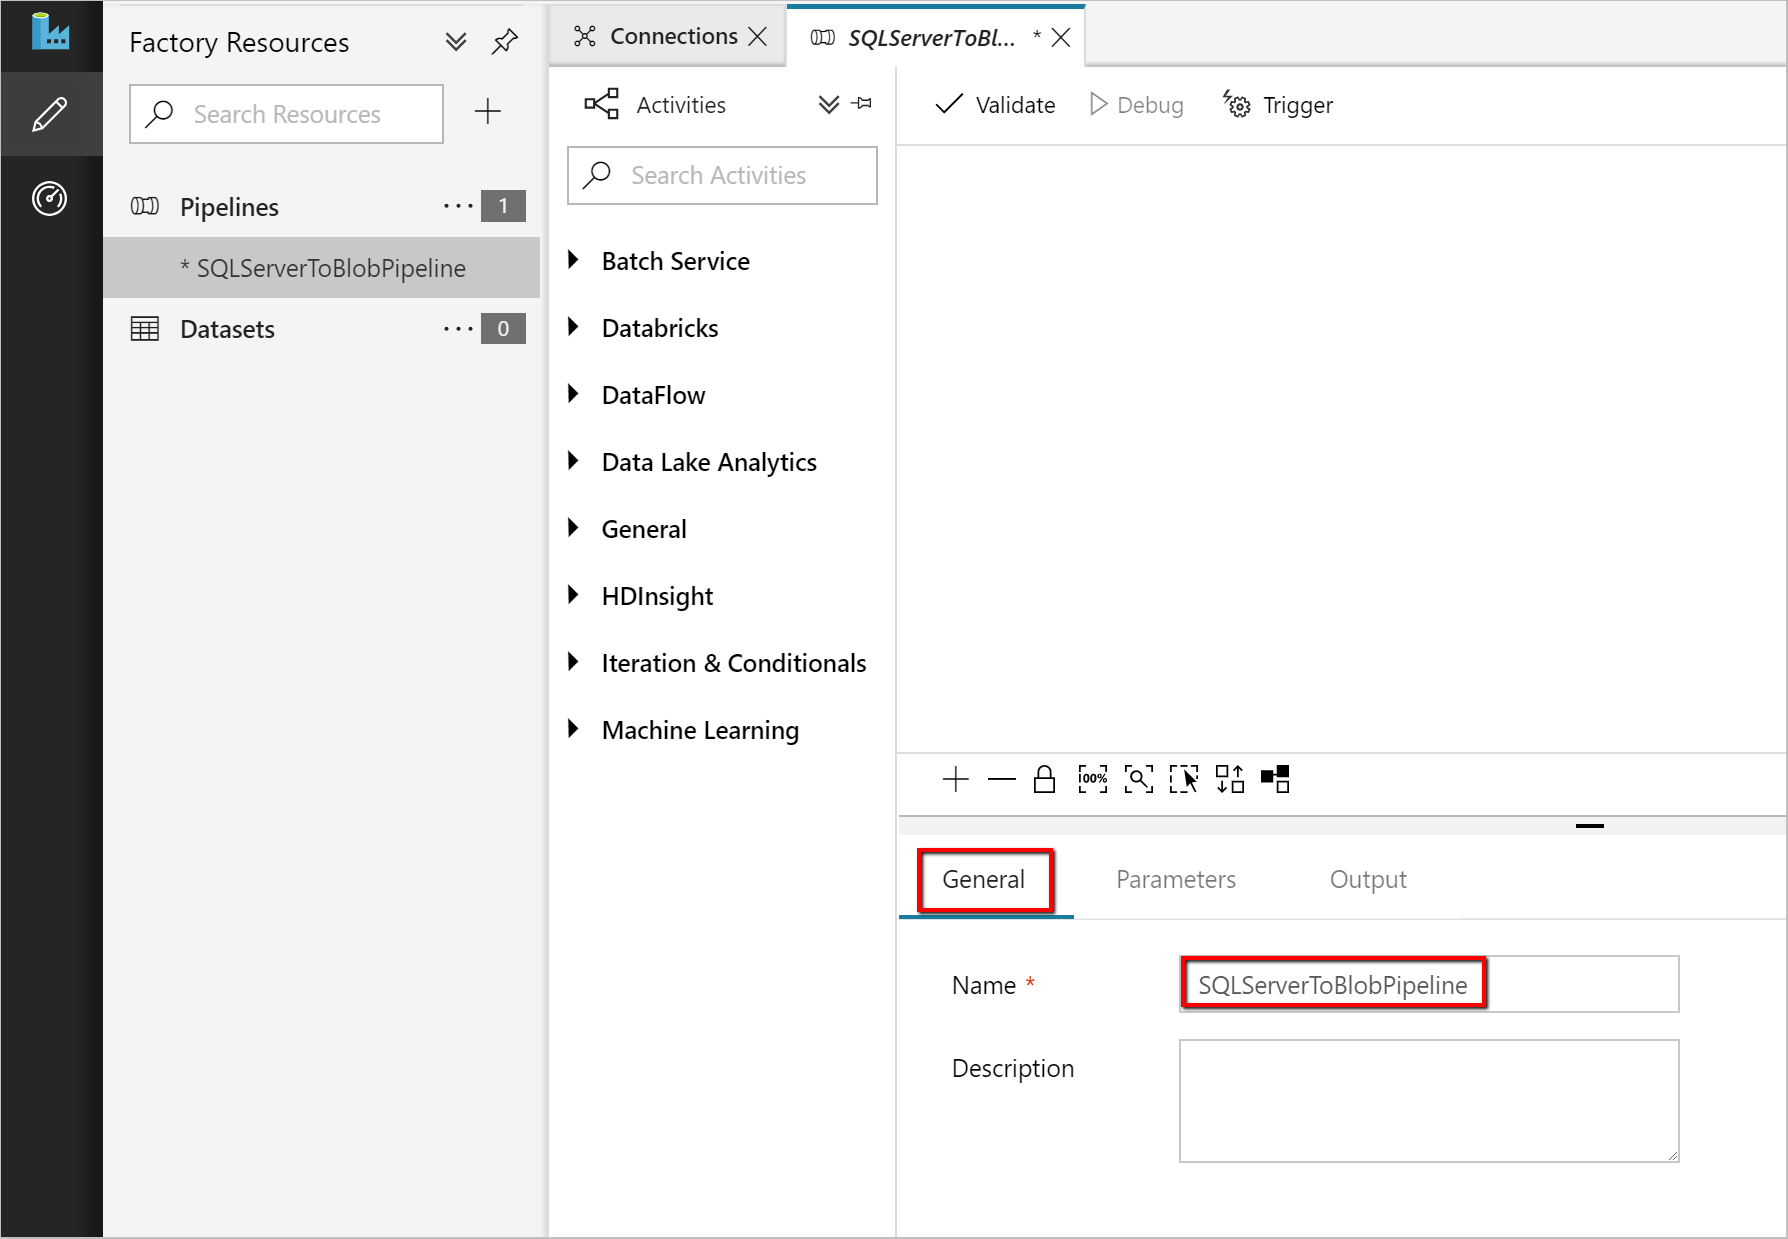 Factory Resources
Search Resources
Pipelines ··· 1
* SQLServerToBlobPipeline
Datasets ··· 0
Connections
SQLServerToBl... *
Activities
Search Activities
Batch Service
Databricks
DataFlow
Data Lake Analytics
General
HDInsight
Iteration & Conditionals
Machine Learning
Validate Debug Trigger
100%
General Parameters Output
Name * SQLServerToBlobPipeline
Description